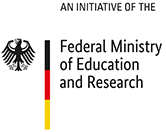 AN INITIATIVE OF THE
Federal Ministry
of Education
and Research